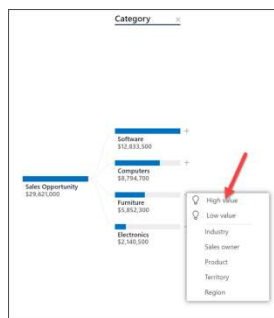 Category ×
Software
$12,833,500
Computers
$8,794,700
Sales Opportunity
$29,621,000
Furniture
$5,852,300
Electronics
$2,140,500
High value
Low value
Industry
Sales owner
Product
Territory
Region